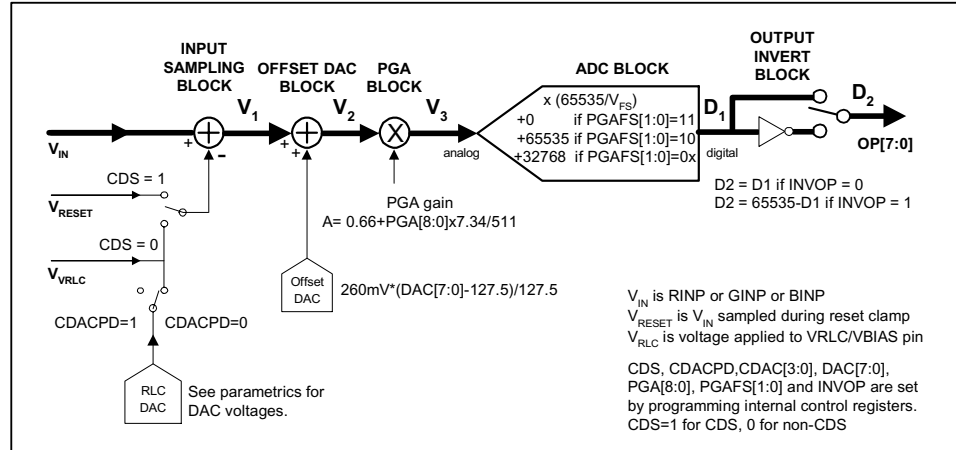 INPUT
SAMPLING
BLOCK
OFFSET DAC
BLOCK
PGA
BLOCK
ADC BLOCK
OUTPUT
INVERT
BLOCK
V1
V2
V3
x (65535/VFS)
+0 if PGAFS[1:0]=11
+65535 if PGAFS[1:0]=10
+32768 if PGAFS[1:0]=0x
D1
D2
+
+
X
+
-
+
+
VIN
analog
digital
OP[7:0]
CDS = 1
VRESET
CDS = 0
VVRLC
PGA gain
A= 0.66+PGA[8:0]x7.34/511
D2 = D1 if INVOP = 0
D2 = 65535-D1 if INVOP = 1
Offset
DAC
260mV*(DAC[7:0]-127.5)/127.5
CDACPD=1
CDACPD=0
RLC
DAC
See parametrics for
DAC voltages.
VIN is RINP or GINP or BINP
VRESET is VIN sampled during reset clamp
VRLC is voltage applied to VRLC/VBIAS pin
CDS, CDACPD,CDAC[3:0], DAC[7:0],
PGA[8:0], PGAFS[1:0] and INVOP are set
by programming internal control registers.
CDS=1 for CDS, 0 for non-CDS